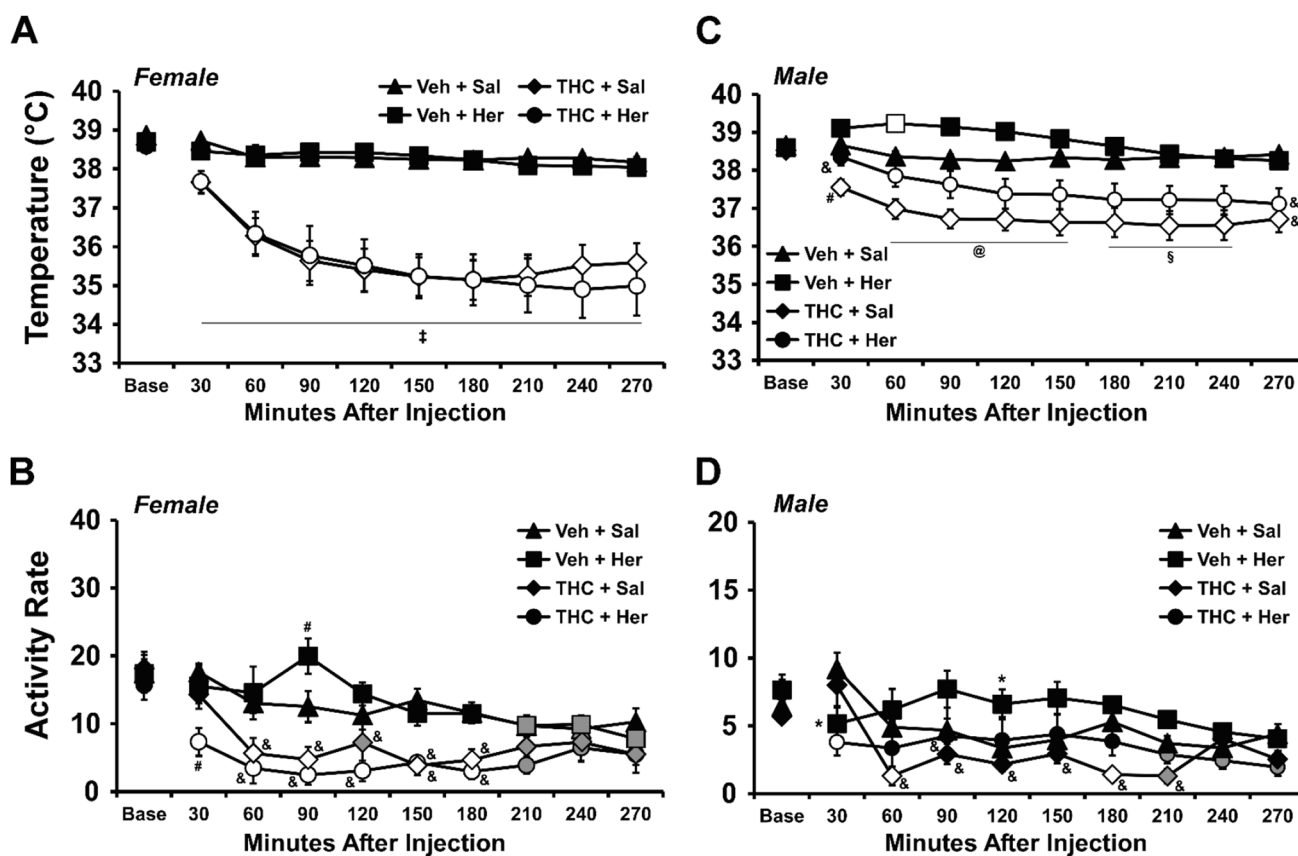 A
Female
Veh + Sal
THC + Sal
Veh + Her
THC + Her
Temperature (°C)
40
39
38
37
36
35
34
33
‡
Base 30 60 90 120 150 180 210 240 270
Minutes After Injection
C
Male
40
39
38
37
36
35
34
33
&
#
&
&
@
§
Veh + Sal
Veh + Her
THC + Sal
THC + Her
Base 30 60 90 120 150 180 210 240 270
Minutes After Injection
B
Female
Veh + Sal
Veh + Her
THC + Sal
THC + Her
Activity Rate
40
30
20
10
0
#
#
& & & & &
& & & &
Base 30 60 90 120 150 180 210 240 270
Minutes After Injection
D
Male
Veh + Sal
Veh + Her
THC + Sal
THC + Her
20
15
10
5
0
*
*
&
& & & & & &
Base 30 60 90 120 150 180 210 240 270
Minutes After Injection